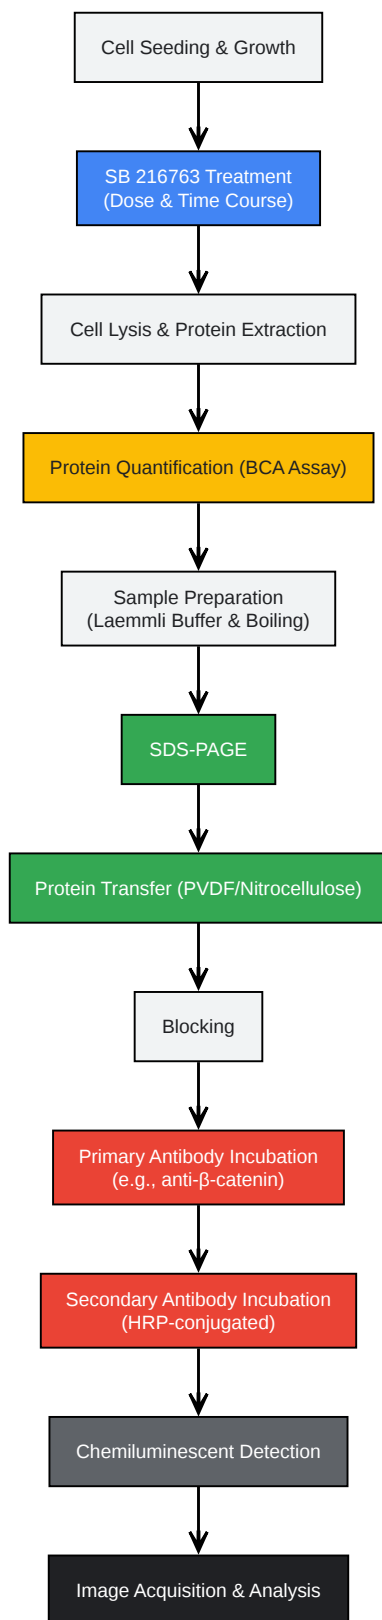 Cell Seeding & Growth
SB 216763 Treatment
(Dose & Time Course)
Cell Lysis & Protein Extraction
Protein Quantification (BCA Assay)
Sample Preparation
(Laemmli Buffer & Boiling)
SDS-PAGE
Protein Transfer (PVDF/Nitrocellulose)
Blocking
Primary Antibody Incubation
(e.g., anti-β-catenin)
Secondary Antibody Incubation
(HRP-conjugated)
Chemiluminescent Detection
Image Acquisition & Analysis